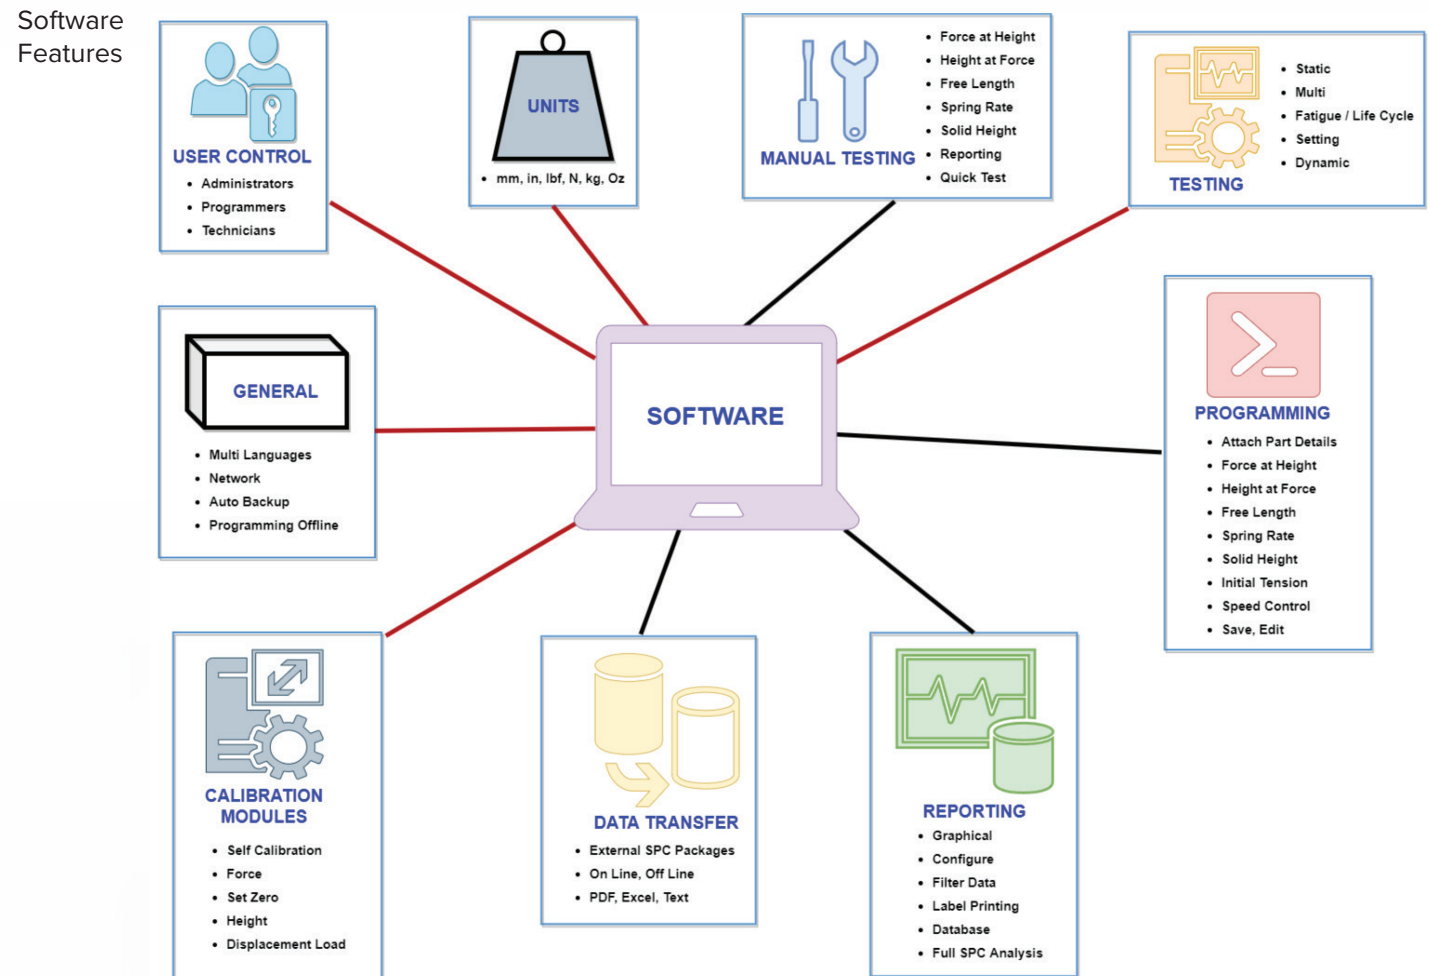 Software
Features
USER CONTROL
• Administrators
• Programmers
• Technicians
UNITS
• mm, in, lbf, N, kg, Oz
MANUAL TESTING
• Force at Height
• Height at Force
• Free Length
• Spring Rate
• Solid Height
• Reporting
• Quick Test
TESTING
• Static
• Multi
• Fatigue / Life Cycle
• Setting
• Dynamic
GENERAL
• Multi Languages
• Network
• Auto Backup
• Programming Offline
SOFTWARE
PROGRAMMING
• Attach Part Details
• Force at Height
• Height at Force
• Free Length
• Spring Rate
• Solid Height
• Initial Tension
• Speed Control
• Save, Edit
CALIBRATION
MODULES
• Self Calibration
• Force
• Set Zero
• Height
• Displacement Load
DATA TRANSFER
• External SPC Packages
• On Line, Off Line
• PDF, Excel, Text
REPORTING
• Graphical
• Configure
• Filter Data
• Label Printing
• Database
• Full SPC Analysis